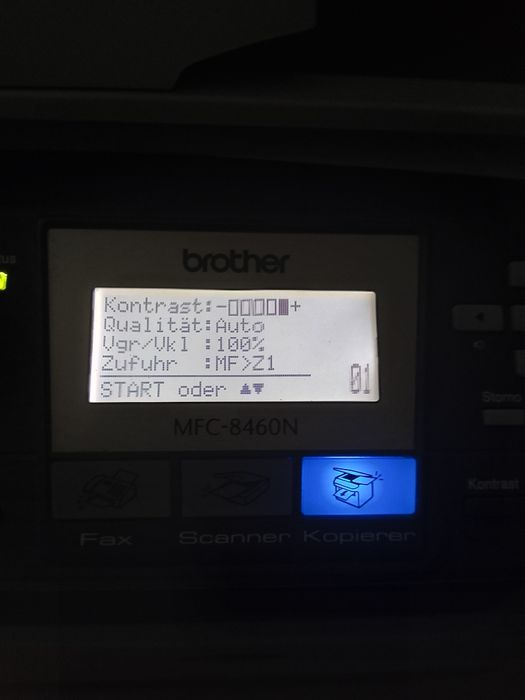 brother
Kontrast:-□□□□■+
Qualität:Auto
Vgr/Vkl :100%
Zufuhr :MF>Z1
START oder ▲▼
01
MFC-8460N
Storno
Kontrast
Fax
Scanner
Kopierer